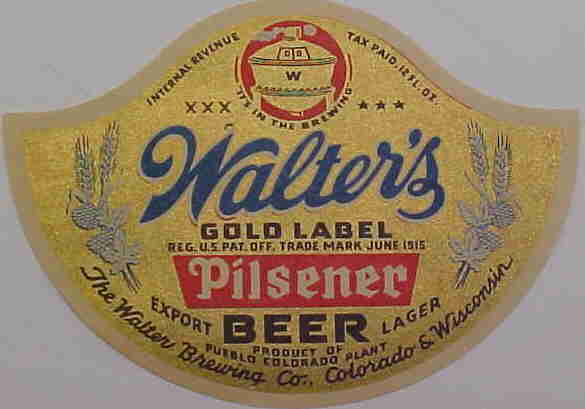 INTERNAL REVENUE TAX PAID 12 FL. OZ.
W
"IT'S IN THE BREWING"
XXX ★★★
Walter's
GOLD LABEL
REG. U.S. PAT. OFF. TRADE MARK JUNE 1915
Pilsener
EXPORT BEER LAGER
PRODUCT OF
PUEBLO COLORADO PLANT
The Walter Brewing Co., Colorado & Wisconsin